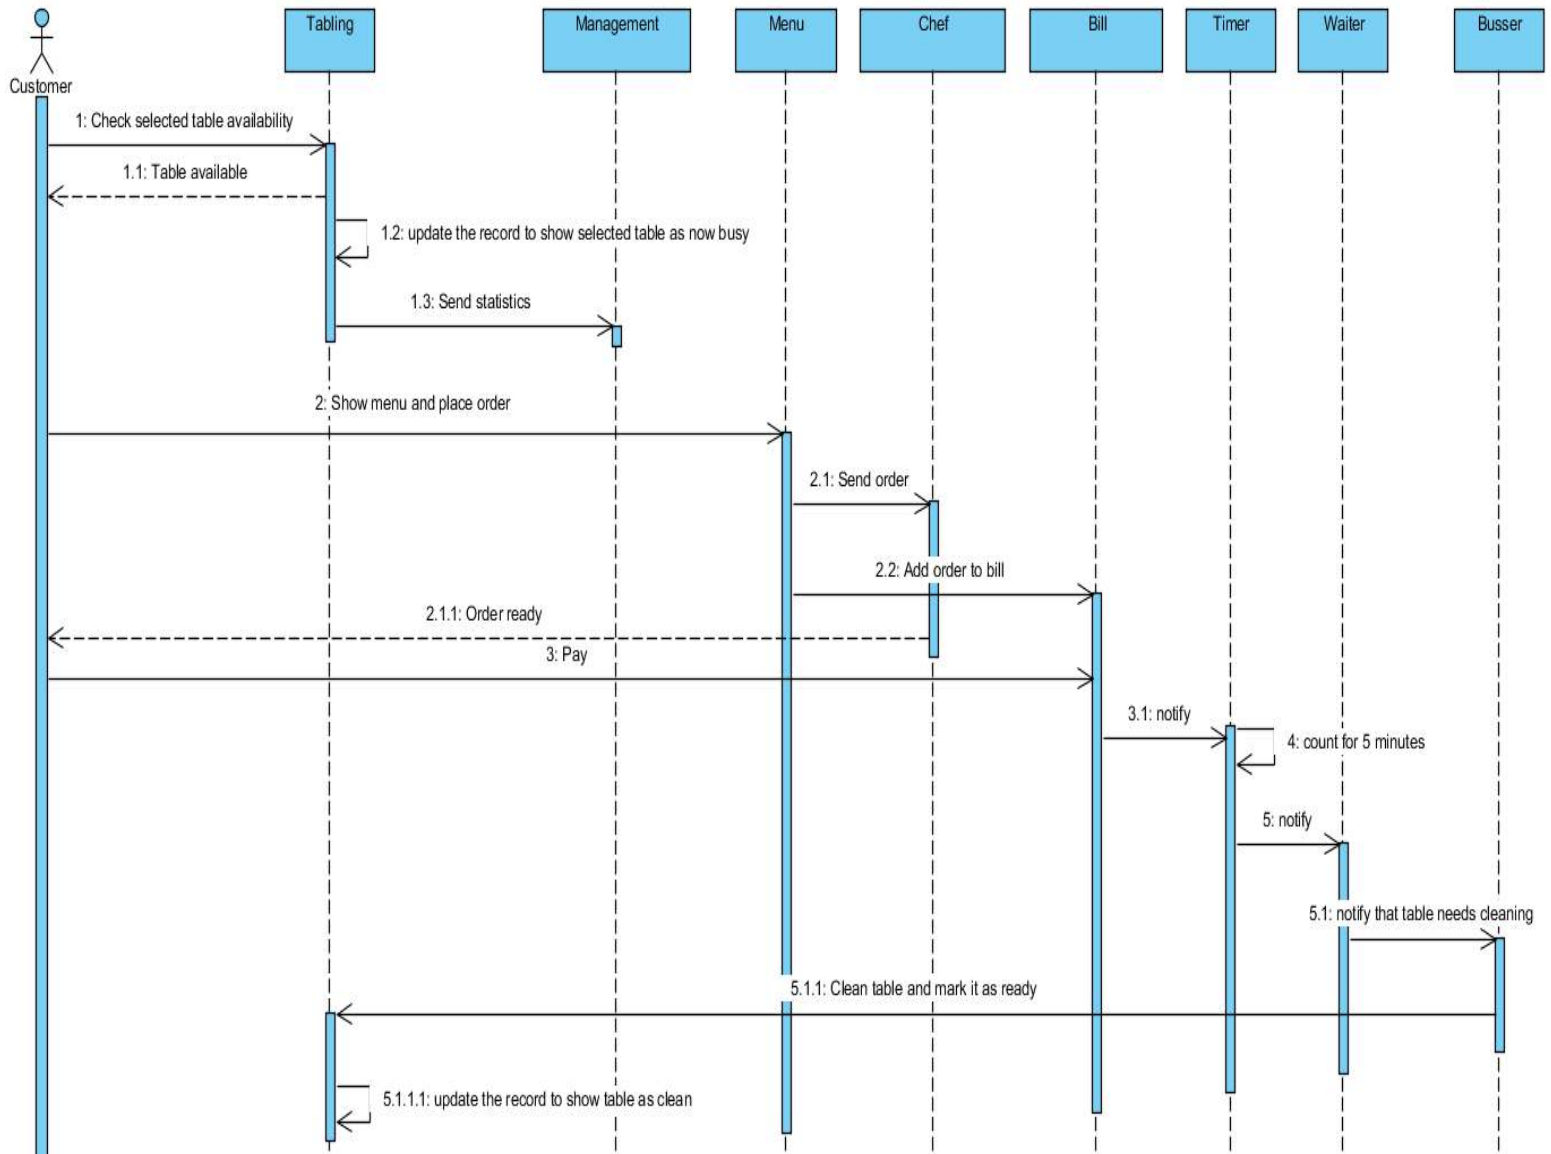 Tabling
Management
Menu
Chef
Bill
Timer
Waiter
Busser
Customer
1: Check selected table availability
1.1: Table available
1.2: update the record to show selected table as now busy
1.3: Send statistics
2: Show menu and place order
2.1: Send order
2.2: Add order to bill
2.1.1: Order ready
3: Pay
3.1: notify
4: count for 5 minutes
5: notify
5.1: notify that table needs cleaning
5.1.1: Clean table and mark it as ready
5.1.1.1: update the record to show table as clean